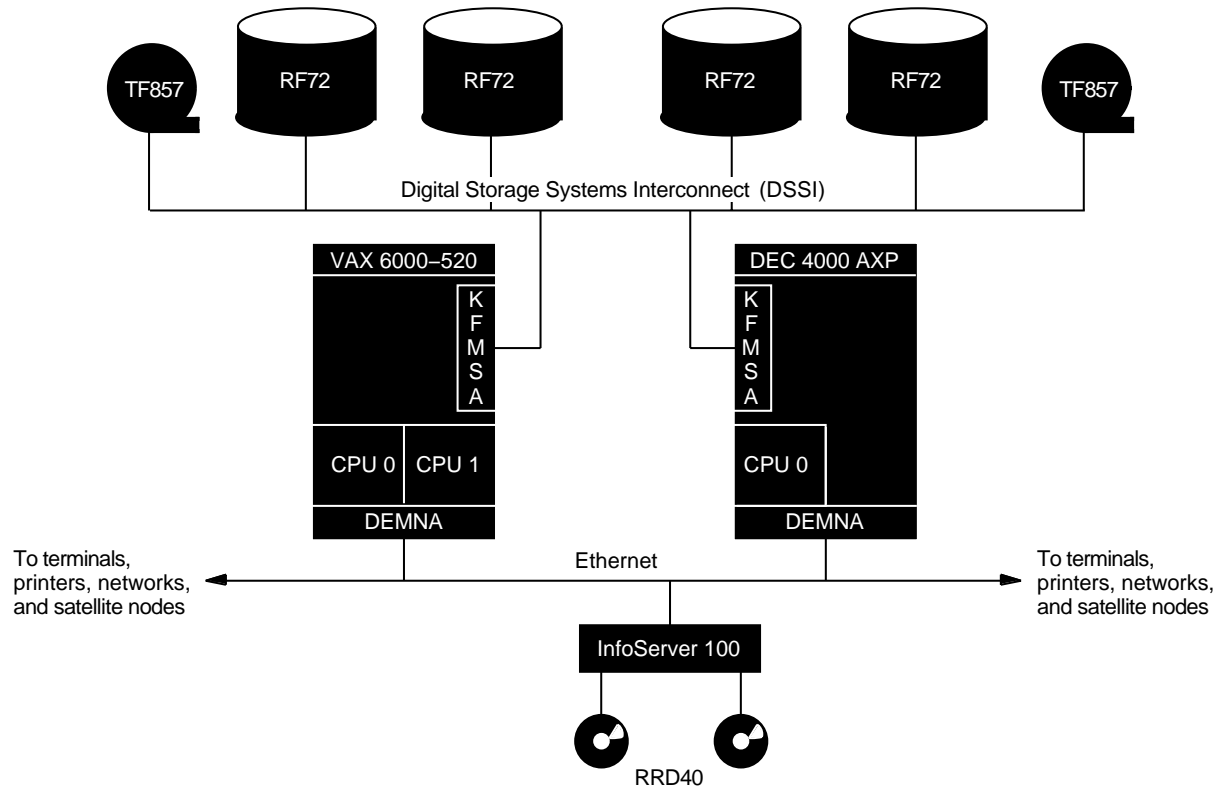 TF857
RF72
RF72
RF72
RF72
TF857
Digital Storage Systems Interconnect (DSSI)
VAX 6000–520
DEC 4000 AXP
K
F
M
S
A
K
F
M
S
A
CPU 0
CPU 1
CPU 0
DEMNA
DEMNA
To terminals,
printers, networks,
and satellite nodes
Ethernet
To terminals,
printers, networks,
and satellite nodes
InfoServer 100
RRD40